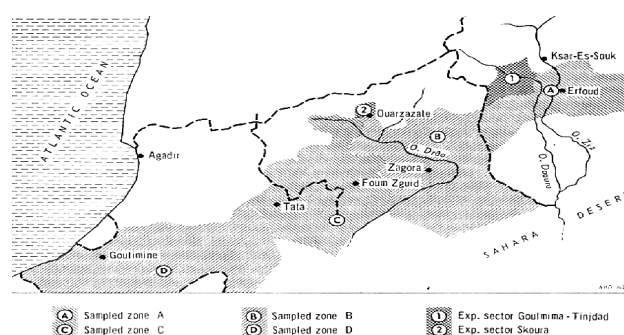 Ksar-Es-Souk
1
A
Erfoud
2
Ouarzazate
B
ATLANTIC OCEAN
O. Drâa
O. Ziz
Agadir
Zagora
O. Daoura
Foum Zguid
Tata
C
SAHARA DESERT
Goulimine
D
A Sampled zone A
B Sampled zone B
1 Exp. sector Goulmima - Tinjdad
C Sampled zone C
D Sampled zone D
2 Exp. sector Skoura